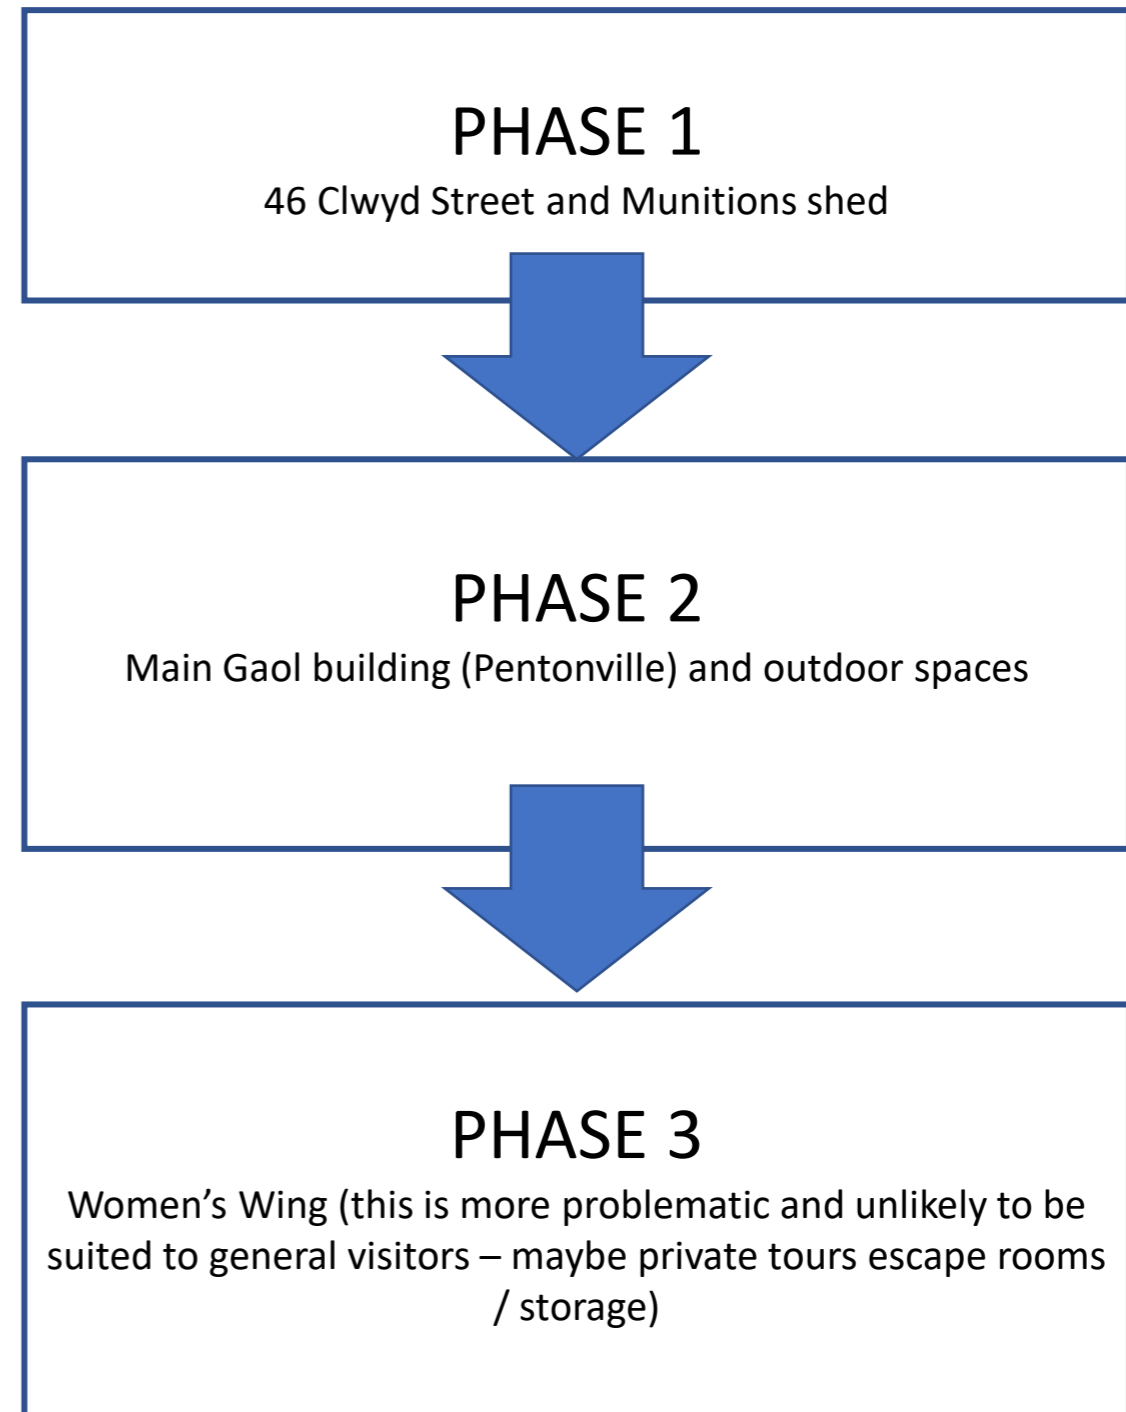 PHASE 1
46 Clwyd Street and Munitions shed
PHASE 2
Main Gaol building (Pentonville) and outdoor spaces
PHASE 3
Women’s Wing (this is more problematic and unlikely to be
suited to general visitors – maybe private tours escape rooms
/ storage)